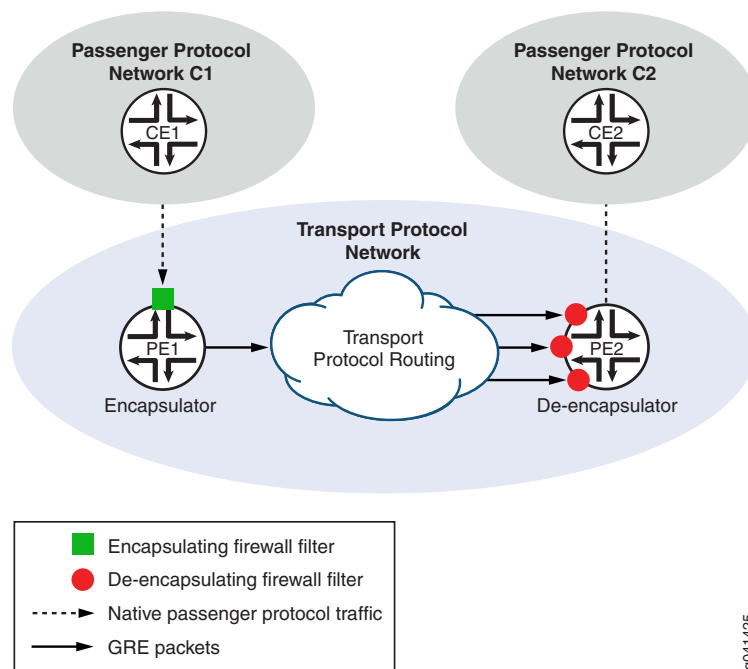 Passenger Protocol
Network C1
Passenger Protocol
Network C2
CE1
CE2
Transport Protocol
Network
PE1
Transport
Protocol Routing
PE2
Encapsulator
De-encapsulator
Encapsulating firewall filter
De-encapsulating firewall filter
Native passenger protocol traffic
GRE packets